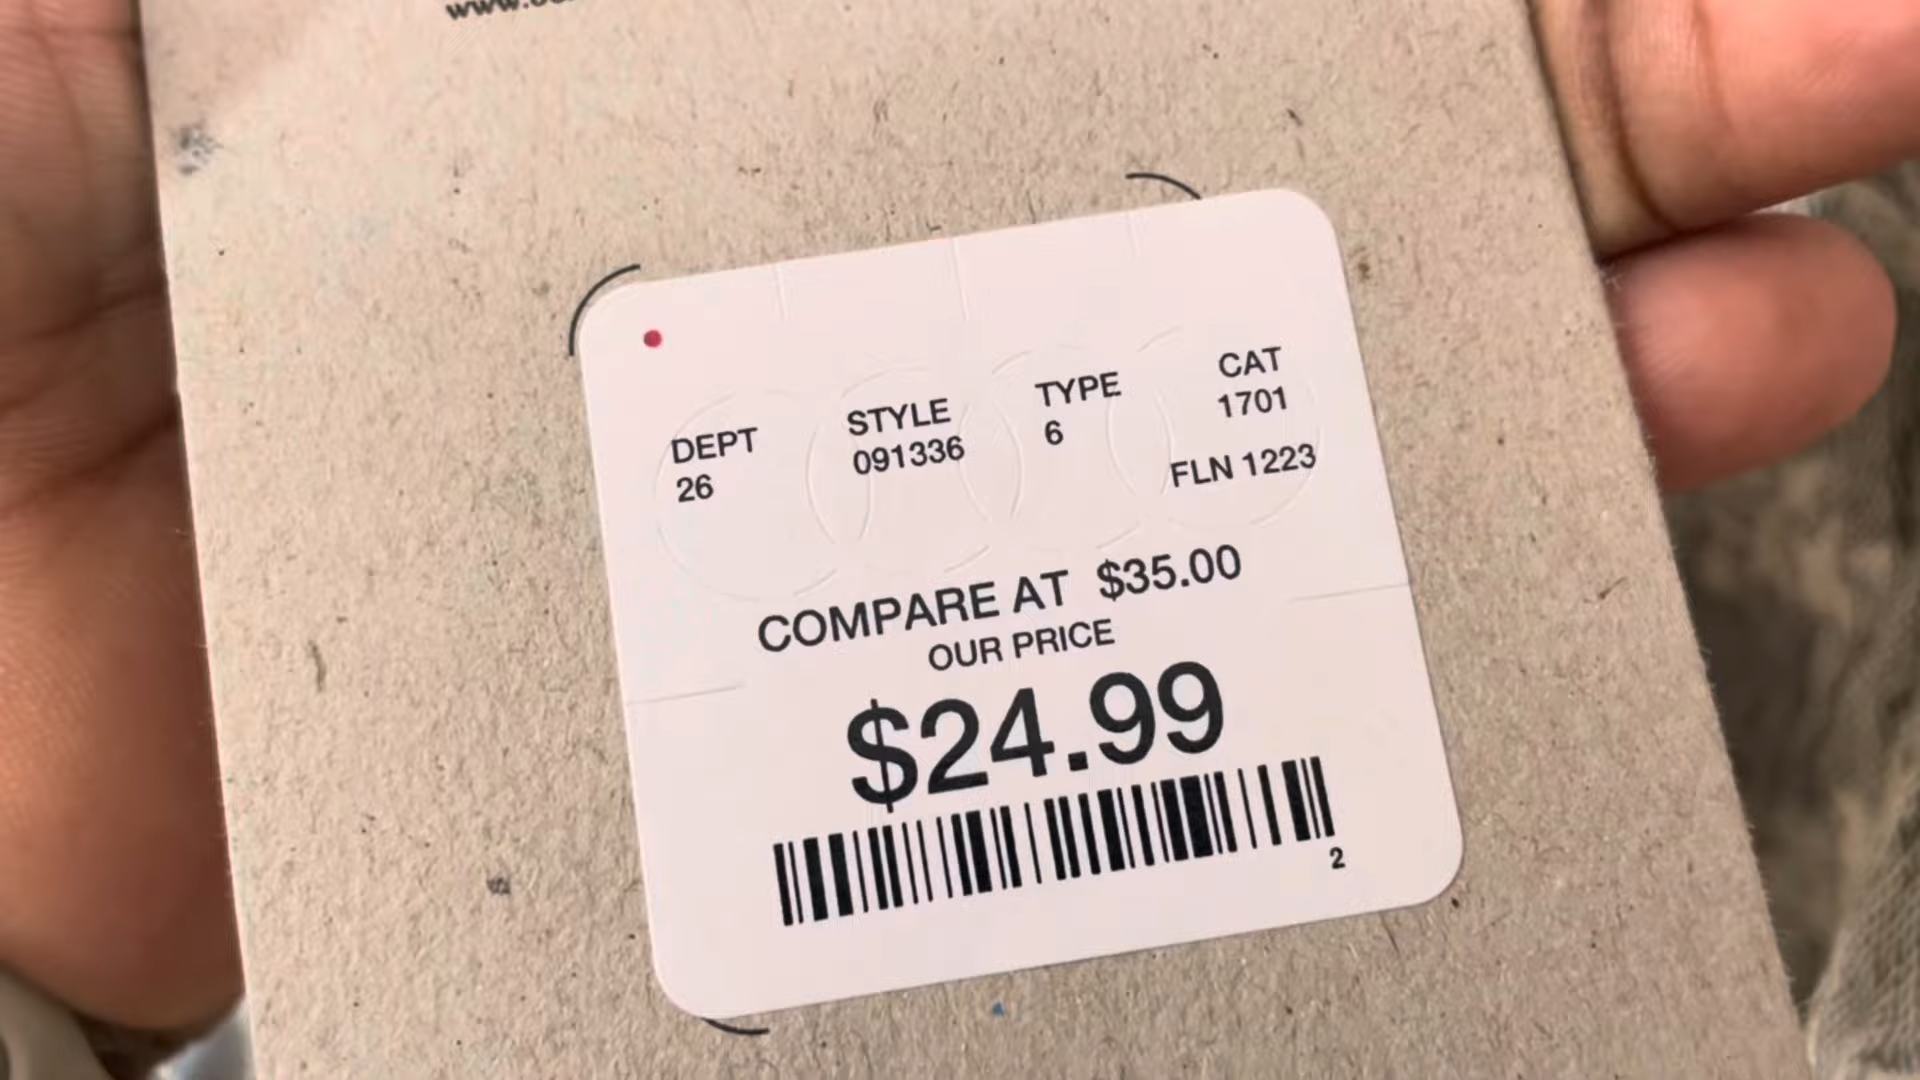 DEPT STYLE TYPE CAT
26 091336 6 1701
FLN 1223
COMPARE AT $35.00
OUR PRICE
$24.99
2